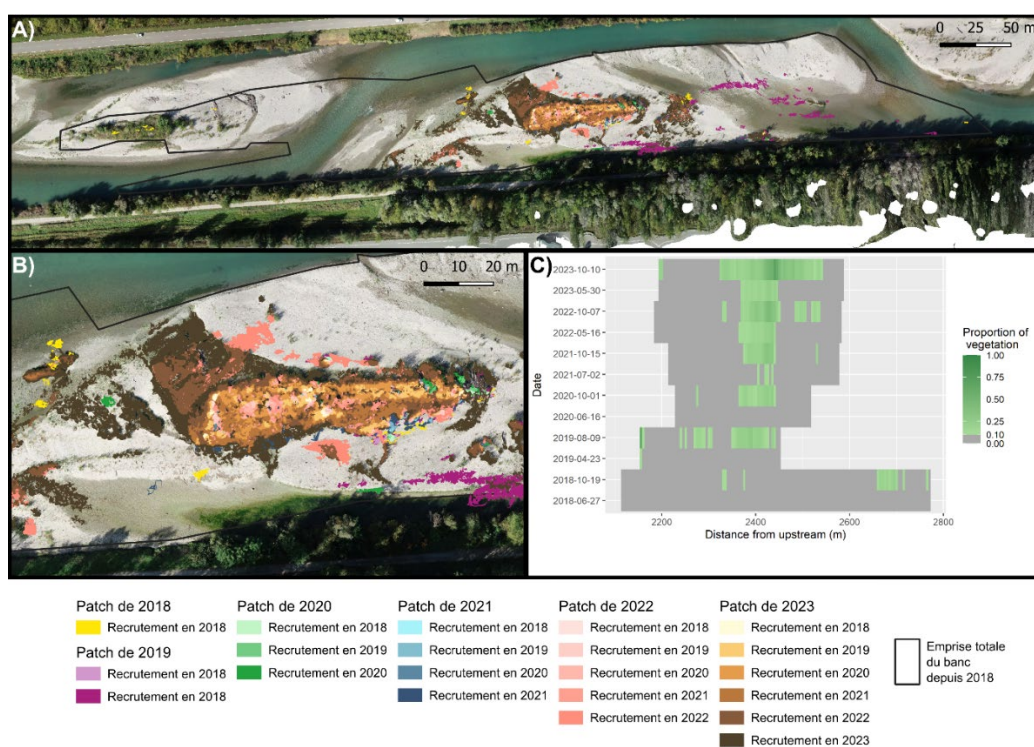 A)
0 25 50 m
B)
0 10 20 m
C)
2023-10-10
2023-05-30
2022-10-07
2022-05-16
2021-10-15
2021-07-02
2020-10-01
2020-06-16
2019-08-09
2019-04-23
2018-10-19
2018-06-27
Date
2200 2400 2600 2800
Distance from upstream (m)
Proportion of
vegetation
1.00
0.75
0.50
0.25
0.10
0.00
Patch de 2018
Recrutement en 2018
Patch de 2019
Recrutement en 2018
Recrutement en 2018
Patch de 2020
Recrutement en 2018
Recrutement en 2019
Recrutement en 2020
Patch de 2021
Recrutement en 2018
Recrutement en 2019
Recrutement en 2020
Recrutement en 2021
Patch de 2022
Recrutement en 2018
Recrutement en 2019
Recrutement en 2020
Recrutement en 2021
Recrutement en 2022
Patch de 2023
Recrutement en 2018
Recrutement en 2019
Recrutement en 2020
Recrutement en 2021
Recrutement en 2022
Recrutement en 2023
Emprise totale
du banc
depuis 2018